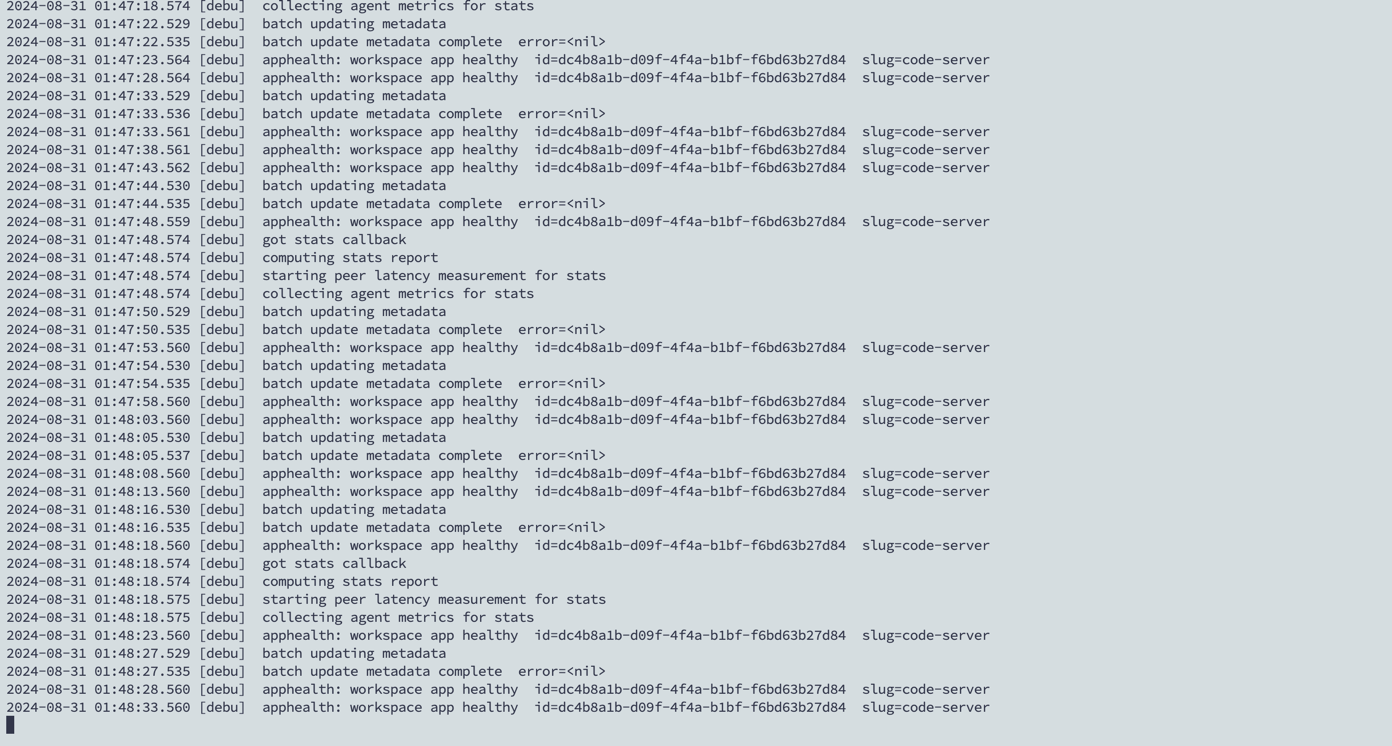 2024-08-31 01:47:18.574 [debu]  collecting agent metrics for stats
2024-08-31 01:47:22.529 [debu]  batch updating metadata
2024-08-31 01:47:22.535 [debu]  batch update metadata complete  error=<nil>
2024-08-31 01:47:23.564 [debu]  apphealth: workspace app healthy  id=dc4b8a1b-d09f-4f4a-b1bf-f6bd63b27d84  slug=code-server
2024-08-31 01:47:28.564 [debu]  apphealth: workspace app healthy  id=dc4b8a1b-d09f-4f4a-b1bf-f6bd63b27d84  slug=code-server
2024-08-31 01:47:33.529 [debu]  batch updating metadata
2024-08-31 01:47:33.536 [debu]  batch update metadata complete  error=<nil>
2024-08-31 01:47:33.561 [debu]  apphealth: workspace app healthy  id=dc4b8a1b-d09f-4f4a-b1bf-f6bd63b27d84  slug=code-server
2024-08-31 01:47:38.561 [debu]  apphealth: workspace app healthy  id=dc4b8a1b-d09f-4f4a-b1bf-f6bd63b27d84  slug=code-server
2024-08-31 01:47:43.562 [debu]  apphealth: workspace app healthy  id=dc4b8a1b-d09f-4f4a-b1bf-f6bd63b27d84  slug=code-server
2024-08-31 01:47:44.530 [debu]  batch updating metadata
2024-08-31 01:47:44.535 [debu]  batch update metadata complete  error=<nil>
2024-08-31 01:47:48.559 [debu]  apphealth: workspace app healthy  id=dc4b8a1b-d09f-4f4a-b1bf-f6bd63b27d84  slug=code-server
2024-08-31 01:47:48.574 [debu]  got stats callback
2024-08-31 01:47:48.574 [debu]  computing stats report
2024-08-31 01:47:48.574 [debu]  starting peer latency measurement for stats
2024-08-31 01:47:48.574 [debu]  collecting agent metrics for stats
2024-08-31 01:47:50.529 [debu]  batch updating metadata
2024-08-31 01:47:50.535 [debu]  batch update metadata complete  error=<nil>
2024-08-31 01:47:53.560 [debu]  apphealth: workspace app healthy  id=dc4b8a1b-d09f-4f4a-b1bf-f6bd63b27d84  slug=code-server
2024-08-31 01:47:54.530 [debu]  batch updating metadata
2024-08-31 01:47:54.535 [debu]  batch update metadata complete  error=<nil>
2024-08-31 01:47:58.560 [debu]  apphealth: workspace app healthy  id=dc4b8a1b-d09f-4f4a-b1bf-f6bd63b27d84  slug=code-server
2024-08-31 01:48:03.560 [debu]  apphealth: workspace app healthy  id=dc4b8a1b-d09f-4f4a-b1bf-f6bd63b27d84  slug=code-server
2024-08-31 01:48:05.530 [debu]  batch updating metadata
2024-08-31 01:48:05.537 [debu]  batch update metadata complete  error=<nil>
2024-08-31 01:48:08.560 [debu]  apphealth: workspace app healthy  id=dc4b8a1b-d09f-4f4a-b1bf-f6bd63b27d84  slug=code-server
2024-08-31 01:48:13.560 [debu]  apphealth: workspace app healthy  id=dc4b8a1b-d09f-4f4a-b1bf-f6bd63b27d84  slug=code-server
2024-08-31 01:48:16.530 [debu]  batch updating metadata
2024-08-31 01:48:16.535 [debu]  batch update metadata complete  error=<nil>
2024-08-31 01:48:18.560 [debu]  apphealth: workspace app healthy  id=dc4b8a1b-d09f-4f4a-b1bf-f6bd63b27d84  slug=code-server
2024-08-31 01:48:18.574 [debu]  got stats callback
2024-08-31 01:48:18.574 [debu]  computing stats report
2024-08-31 01:48:18.575 [debu]  starting peer latency measurement for stats
2024-08-31 01:48:18.575 [debu]  collecting agent metrics for stats
2024-08-31 01:48:23.560 [debu]  apphealth: workspace app healthy  id=dc4b8a1b-d09f-4f4a-b1bf-f6bd63b27d84  slug=code-server
2024-08-31 01:48:27.529 [debu]  batch updating metadata
2024-08-31 01:48:27.535 [debu]  batch update metadata complete  error=<nil>
2024-08-31 01:48:28.560 [debu]  apphealth: workspace app healthy  id=dc4b8a1b-d09f-4f4a-b1bf-f6bd63b27d84  slug=code-server
2024-08-31 01:48:33.560 [debu]  apphealth: workspace app healthy  id=dc4b8a1b-d09f-4f4a-b1bf-f6bd63b27d84  slug=code-server